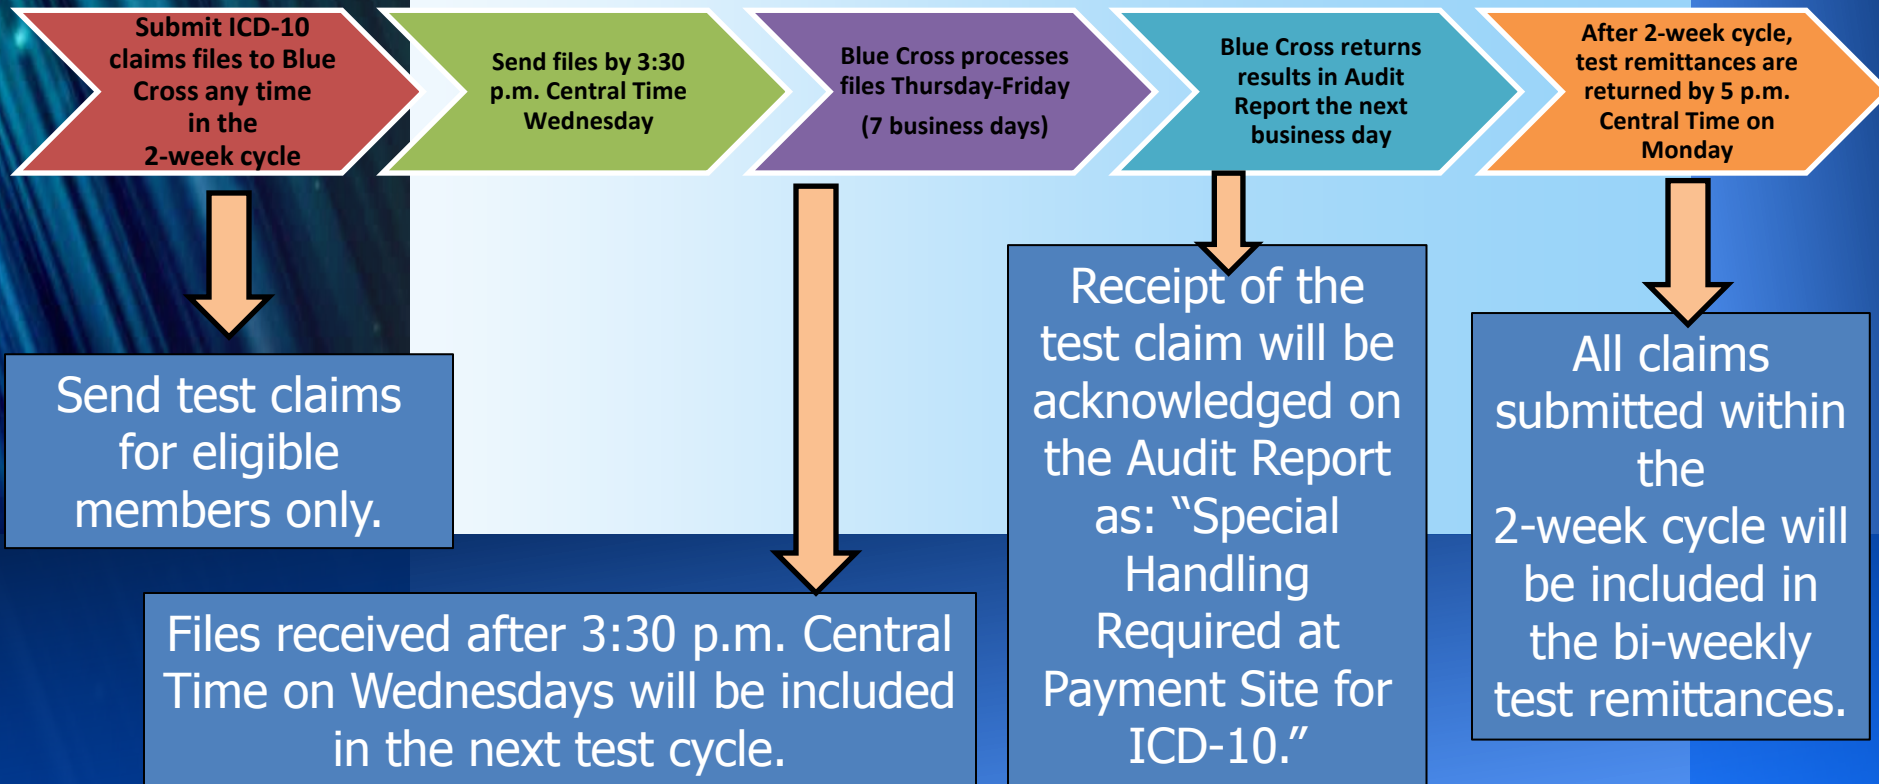 Submit ICD-10
claims files to Blue
Cross any time
in the
2-week cycle
Send files by 3:30
p.m. Central Time
Wednesday
Blue Cross processes
files Thursday-Friday
(7 business days)
Blue Cross returns
results in Audit
Report the next
business day
After 2-week cycle,
test remittances are
returned by 5 p.m.
Central Time on
Monday
Send test claims
for eligible
members only.
Files received after 3:30 p.m. Central
Time on Wednesdays will be included
in the next test cycle.
Receipt of the
test claim will be
acknowledged on
the Audit Report
as: “Special
Handling
Required at
Payment Site for
ICD-10.”
All claims
submitted within
the
2-week cycle will
be included in
the bi-weekly
test remittances.